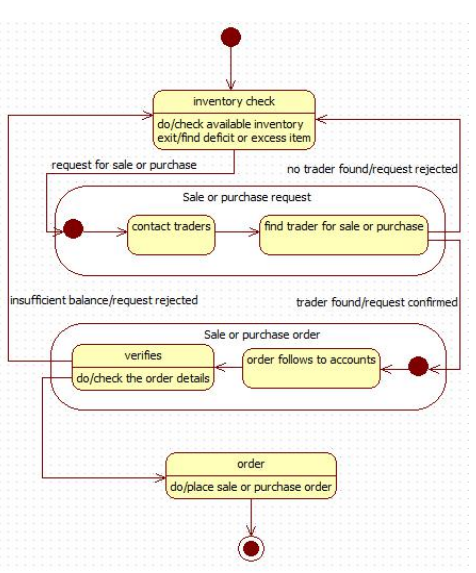 inventory check
do/check available inventory
exit/find deficit or excess item
request for sale or purchase
no trader found/request rejected
Sale or purchase request
contact traders
find trader for sale or purchase
insufficient balance/request rejected
trader found/request confirmed
Sale or purchase order
verifies
order follows to accounts
do/check the order details
order
do/place sale or purchase order